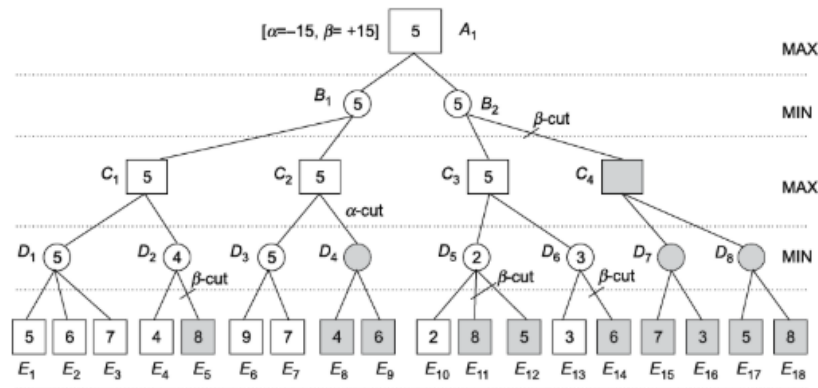 [α=–15, β= +15] 5 A1 MAX
B1 5 5 B2 β-cut MIN
C1 5 C2 5 C3 5 C4 MAX
α-cut
D1 5 D2 4 D3 5 D4 D5 2 D6 3 D7 D8 MIN
β-cut β-cut β-cut
5 6 7 4 8 9 7 4 6 2 8 5 3 6 7 3 5 8
E1 E2 E3 E4 E5 E6 E7 E8 E9 E10 E11 E12 E13 E14 E15 E16 E17 E18